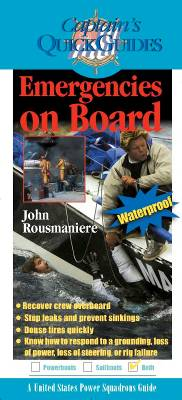 Captain's
QUICKGUIDES
Emergencies
on Board
John
Rousmaniere
Waterproof
MA
• Recover crew overboard
• Stop leaks and prevent sinkings
• Douse fires quickly
• Know how to respond to a grounding, loss
of power, loss of steering, or rig failure
Powerboats Sailboats Both
A United States Power Squadrons Guide